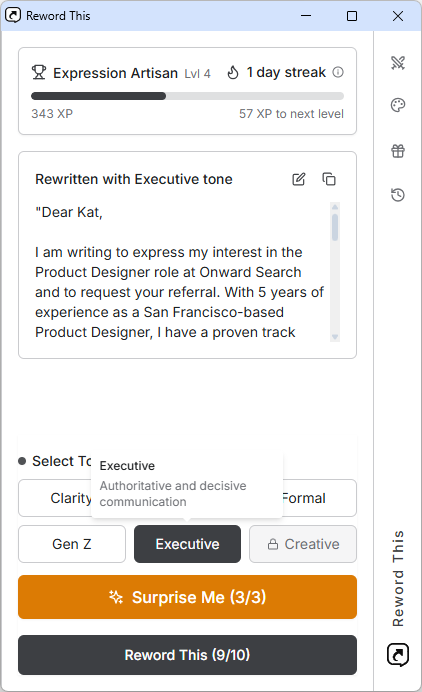 Reword This
Expression Artisan Lvl 4 1 day streak
343 XP 57 XP to next level
Rewritten with Executive tone
"Dear Kat,
I am writing to express my interest in the
Product Designer role at Onward Search
and to request your referral. With 5 years of
experience as a San Francisco-based
Product Designer, I have a proven track
Select To
Executive
Authoritative and decisive
communication
Clarity Formal
Gen Z Executive Creative
Surprise Me (3/3)
Reword This (9/10)
Reword This